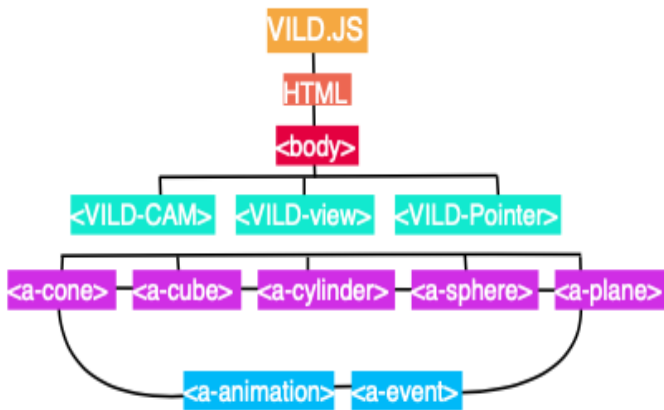 VILD.JS
HTML
<body>
<VILD-CAM> <VILD-view> <VILD-Pointer>
<a-cone> <a-cube> <a-cylinder> <a-sphere> <a-plane>
<a-animation> <a-event>